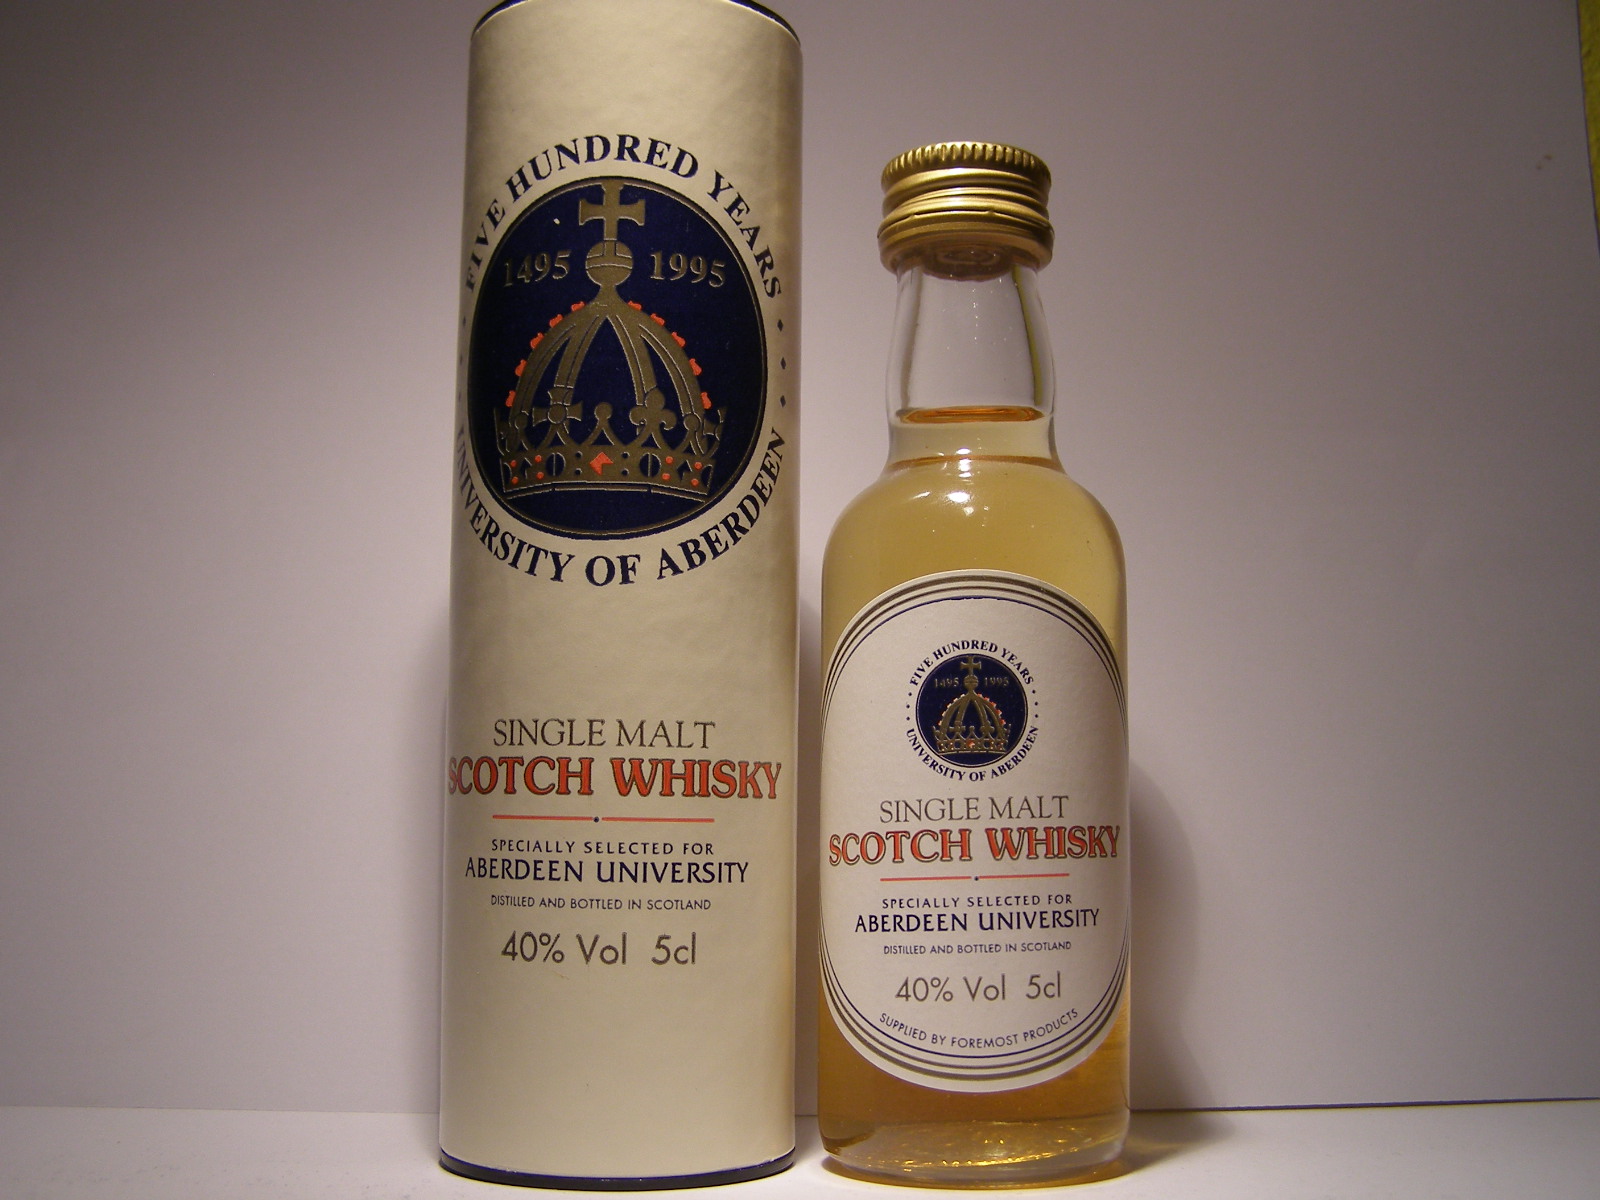 FIVE HUNDRED YEARS
1495 1995
UNIVERSITY OF ABERDEEN
SINGLE MALT
SCOTCH WHISKY
SPECIALLY SELECTED FOR
ABERDEEN UNIVERSITY
DISTILLED AND BOTTLED IN SCOTLAND
40% Vol 5cl
FIVE HUNDRED YEARS
1495 1995
UNIVERSITY OF ABERDEEN
SINGLE MALT
SCOTCH WHISKY
SPECIALLY SELECTED FOR
ABERDEEN UNIVERSITY
DISTILLED AND BOTTLED IN SCOTLAND
40% Vol 5cl
SUPPLIED BY FOREMOST PRODUCTS